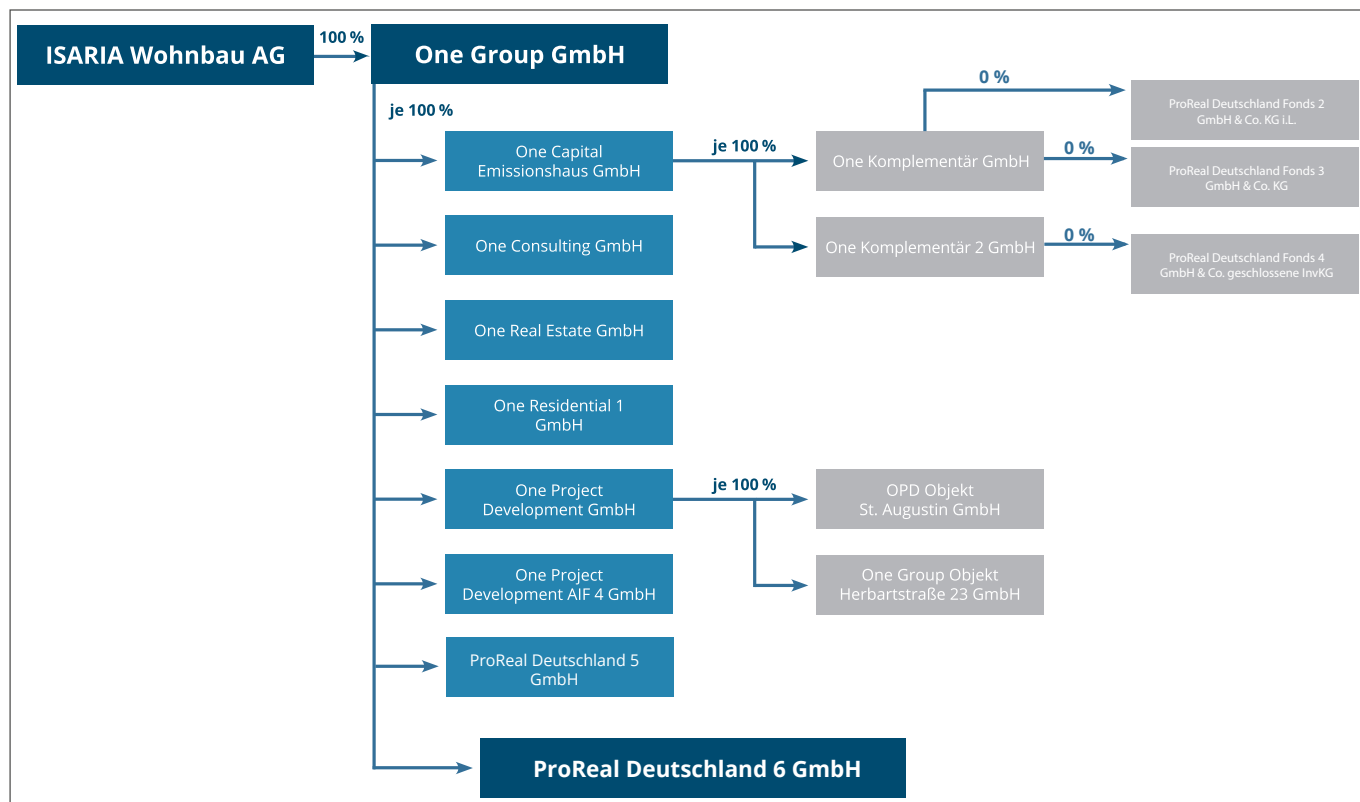 ISARIA Wohnbau AG
100 %
One Group GmbH
je 100 %
One Capital
Emissionshaus GmbH
je 100 %
One Komplementär GmbH
0 %
ProReal Deutschland Fonds 2
GmbH & Co. KG i.L.
0 %
ProReal Deutschland Fonds 3
GmbH & Co. KG
One Consulting GmbH
One Komplementär 2 GmbH
0 %
ProReal Deutschland Fonds 4
GmbH & Co. geschlossene InvKG
One Real Estate GmbH
One Residential 1
GmbH
One Project
Development GmbH
je 100 %
OPD Objekt
St. Augustin GmbH
One Project
Development AIF 4 GmbH
One Group Objekt
Herbartstraße 23 GmbH
ProReal Deutschland 5
GmbH
ProReal Deutschland 6 GmbH